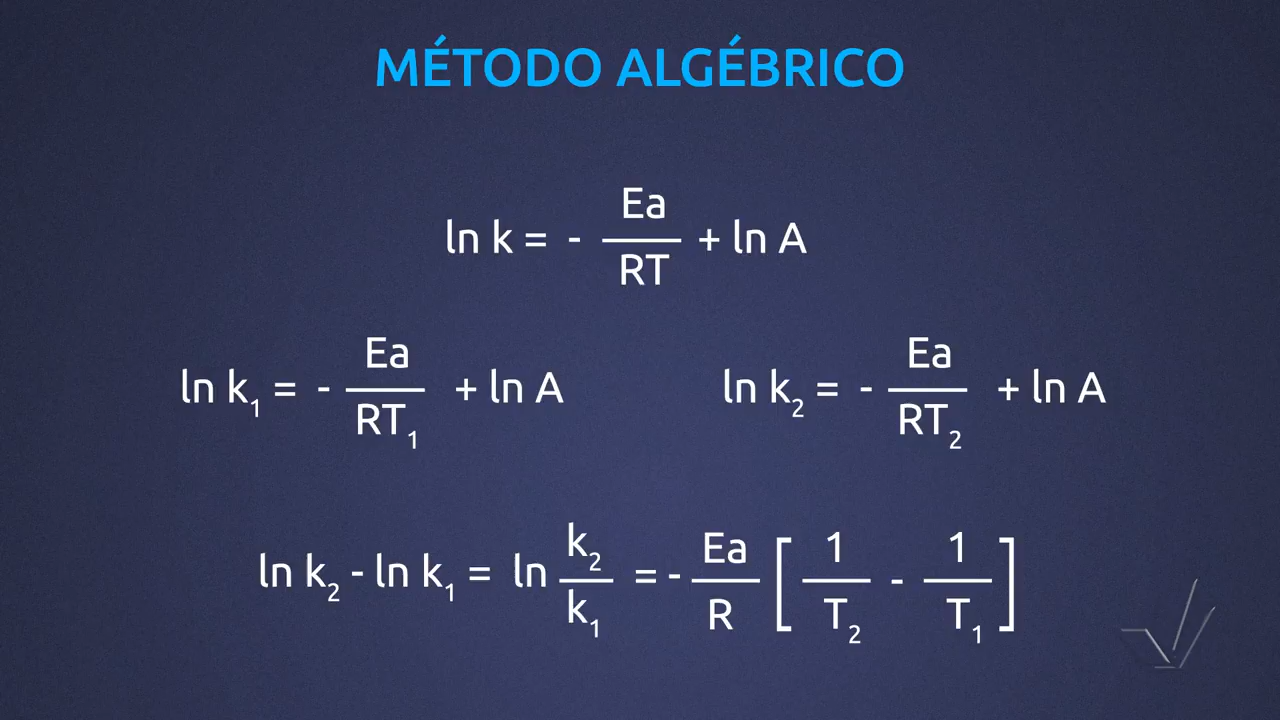 MÉTODO ALGÉBRICO
ln k = - Ea/RT + ln A
ln k₁ = - Ea/RT₁ + ln A
ln k₂ = - Ea/RT₂ + ln A
ln k₂ - ln k₁ = ln k₂/k₁ = - Ea/R [ 1/T₂ - 1/T₁ ]